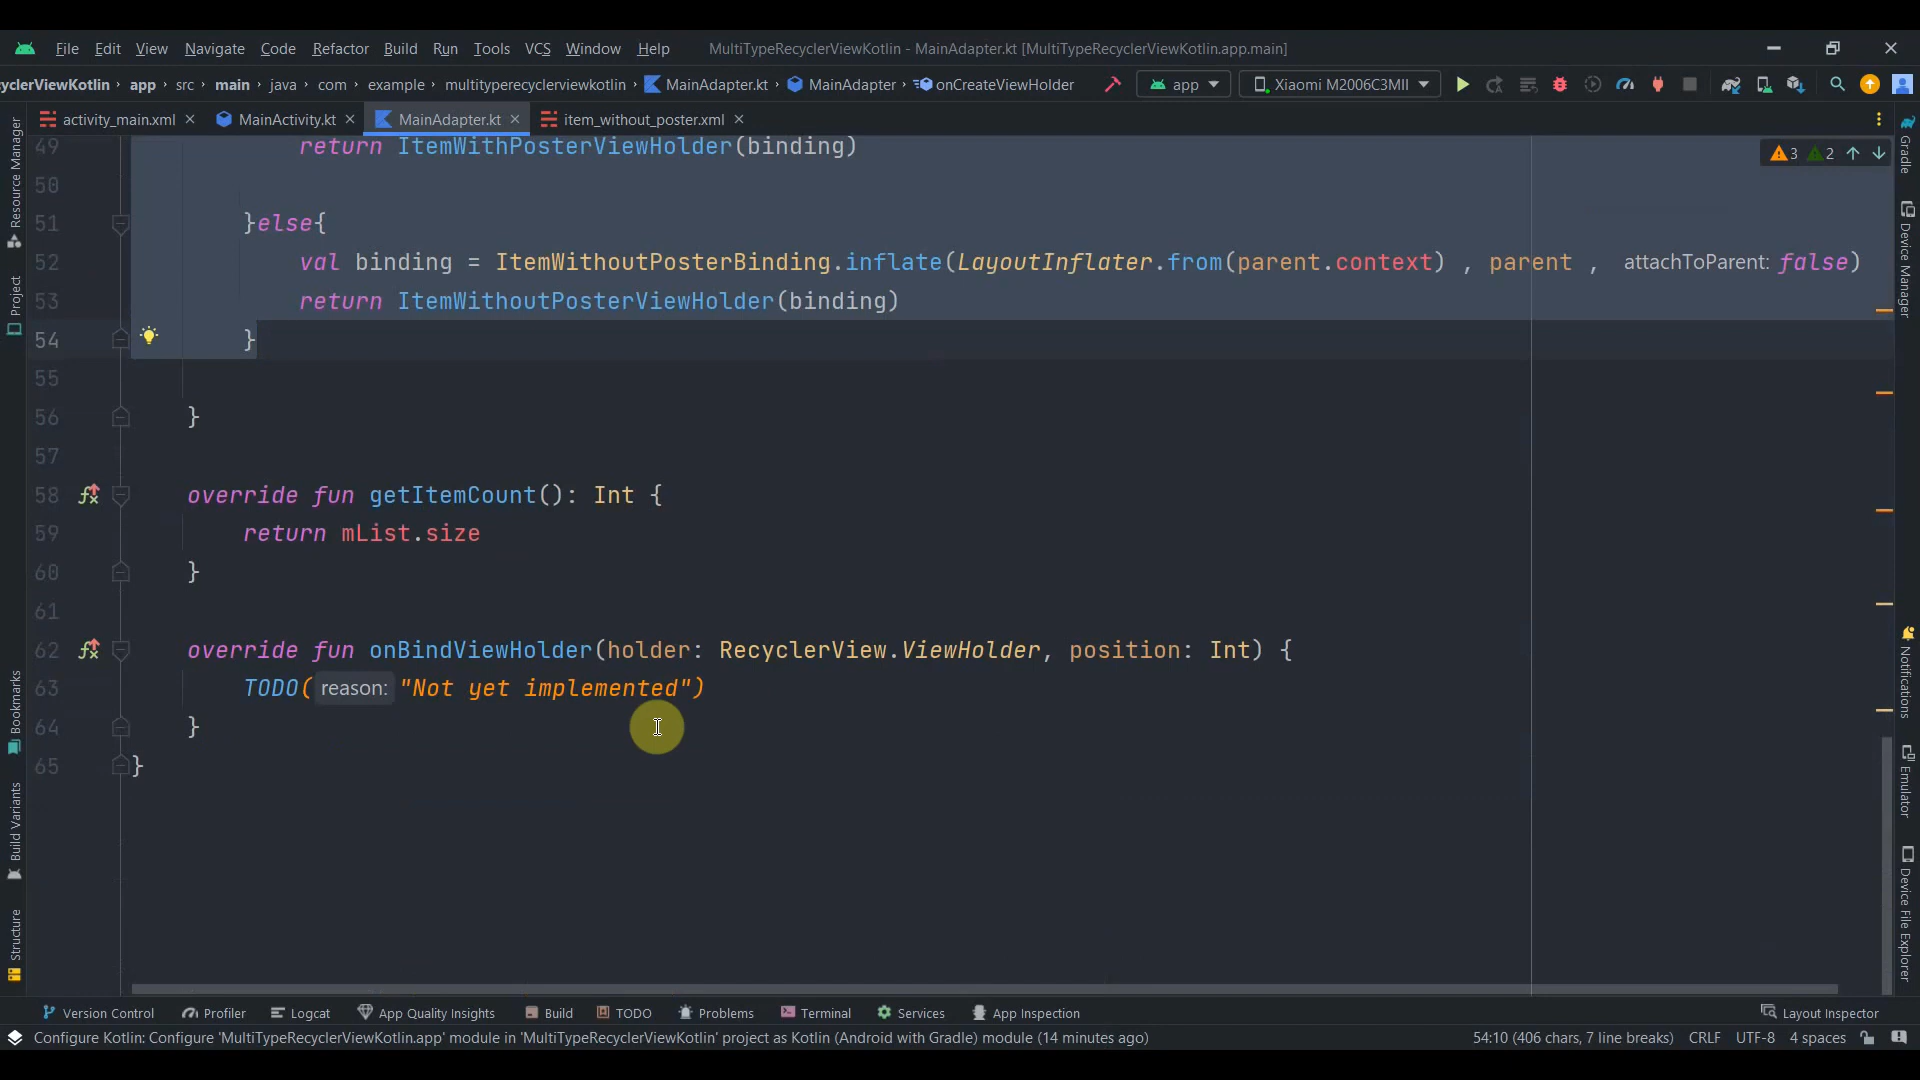 File Edit View Navigate Code Refactor Build Run Tools VCS Window Help MultiTypeRecyclerViewKotlin - MainAdapter.kt [MultiTypeRecyclerViewKotlin.app.main]
cyclerViewKotlin app src main java com example multityperecyclerviewkotlin MainAdapter.kt MainAdapter onCreateViewHolder app Xiaomi M2006C3MII
activity_main.xml MainActivity.kt MainAdapter.kt item_without_poster.xml
49 return ItemWithPosterViewHolder(binding) 3 2
50
51 }else{
52 val binding = ItemWithoutPosterBinding.inflate(LayoutInflater.from(parent.context) , parent , attachToParent: false)
53 return ItemWithoutPosterViewHolder(binding)
54 }
55
56 }
57
58 override fun getItemCount(): Int {
59 return mList.size
60 }
61
62 override fun onBindViewHolder(holder: RecyclerView.ViewHolder, position: Int) {
63 TODO( reason: "Not yet implemented")
64 }
65 }
Resource Manager
Project
Bookmarks
Build Variants
Structure
Gradle
Device Manager
Notifications
Emulator
Device File Explorer
Version Control Profiler Logcat App Quality Insights Build TODO Problems Terminal Services App Inspection Layout Inspector
Configure Kotlin: Configure 'MultiTypeRecyclerViewKotlin.app' module in 'MultiTypeRecyclerViewKotlin' project as Kotlin (Android with Gradle) module (14 minutes ago) 54:10 (406 chars, 7 line breaks) CRLF UTF-8 4 spaces